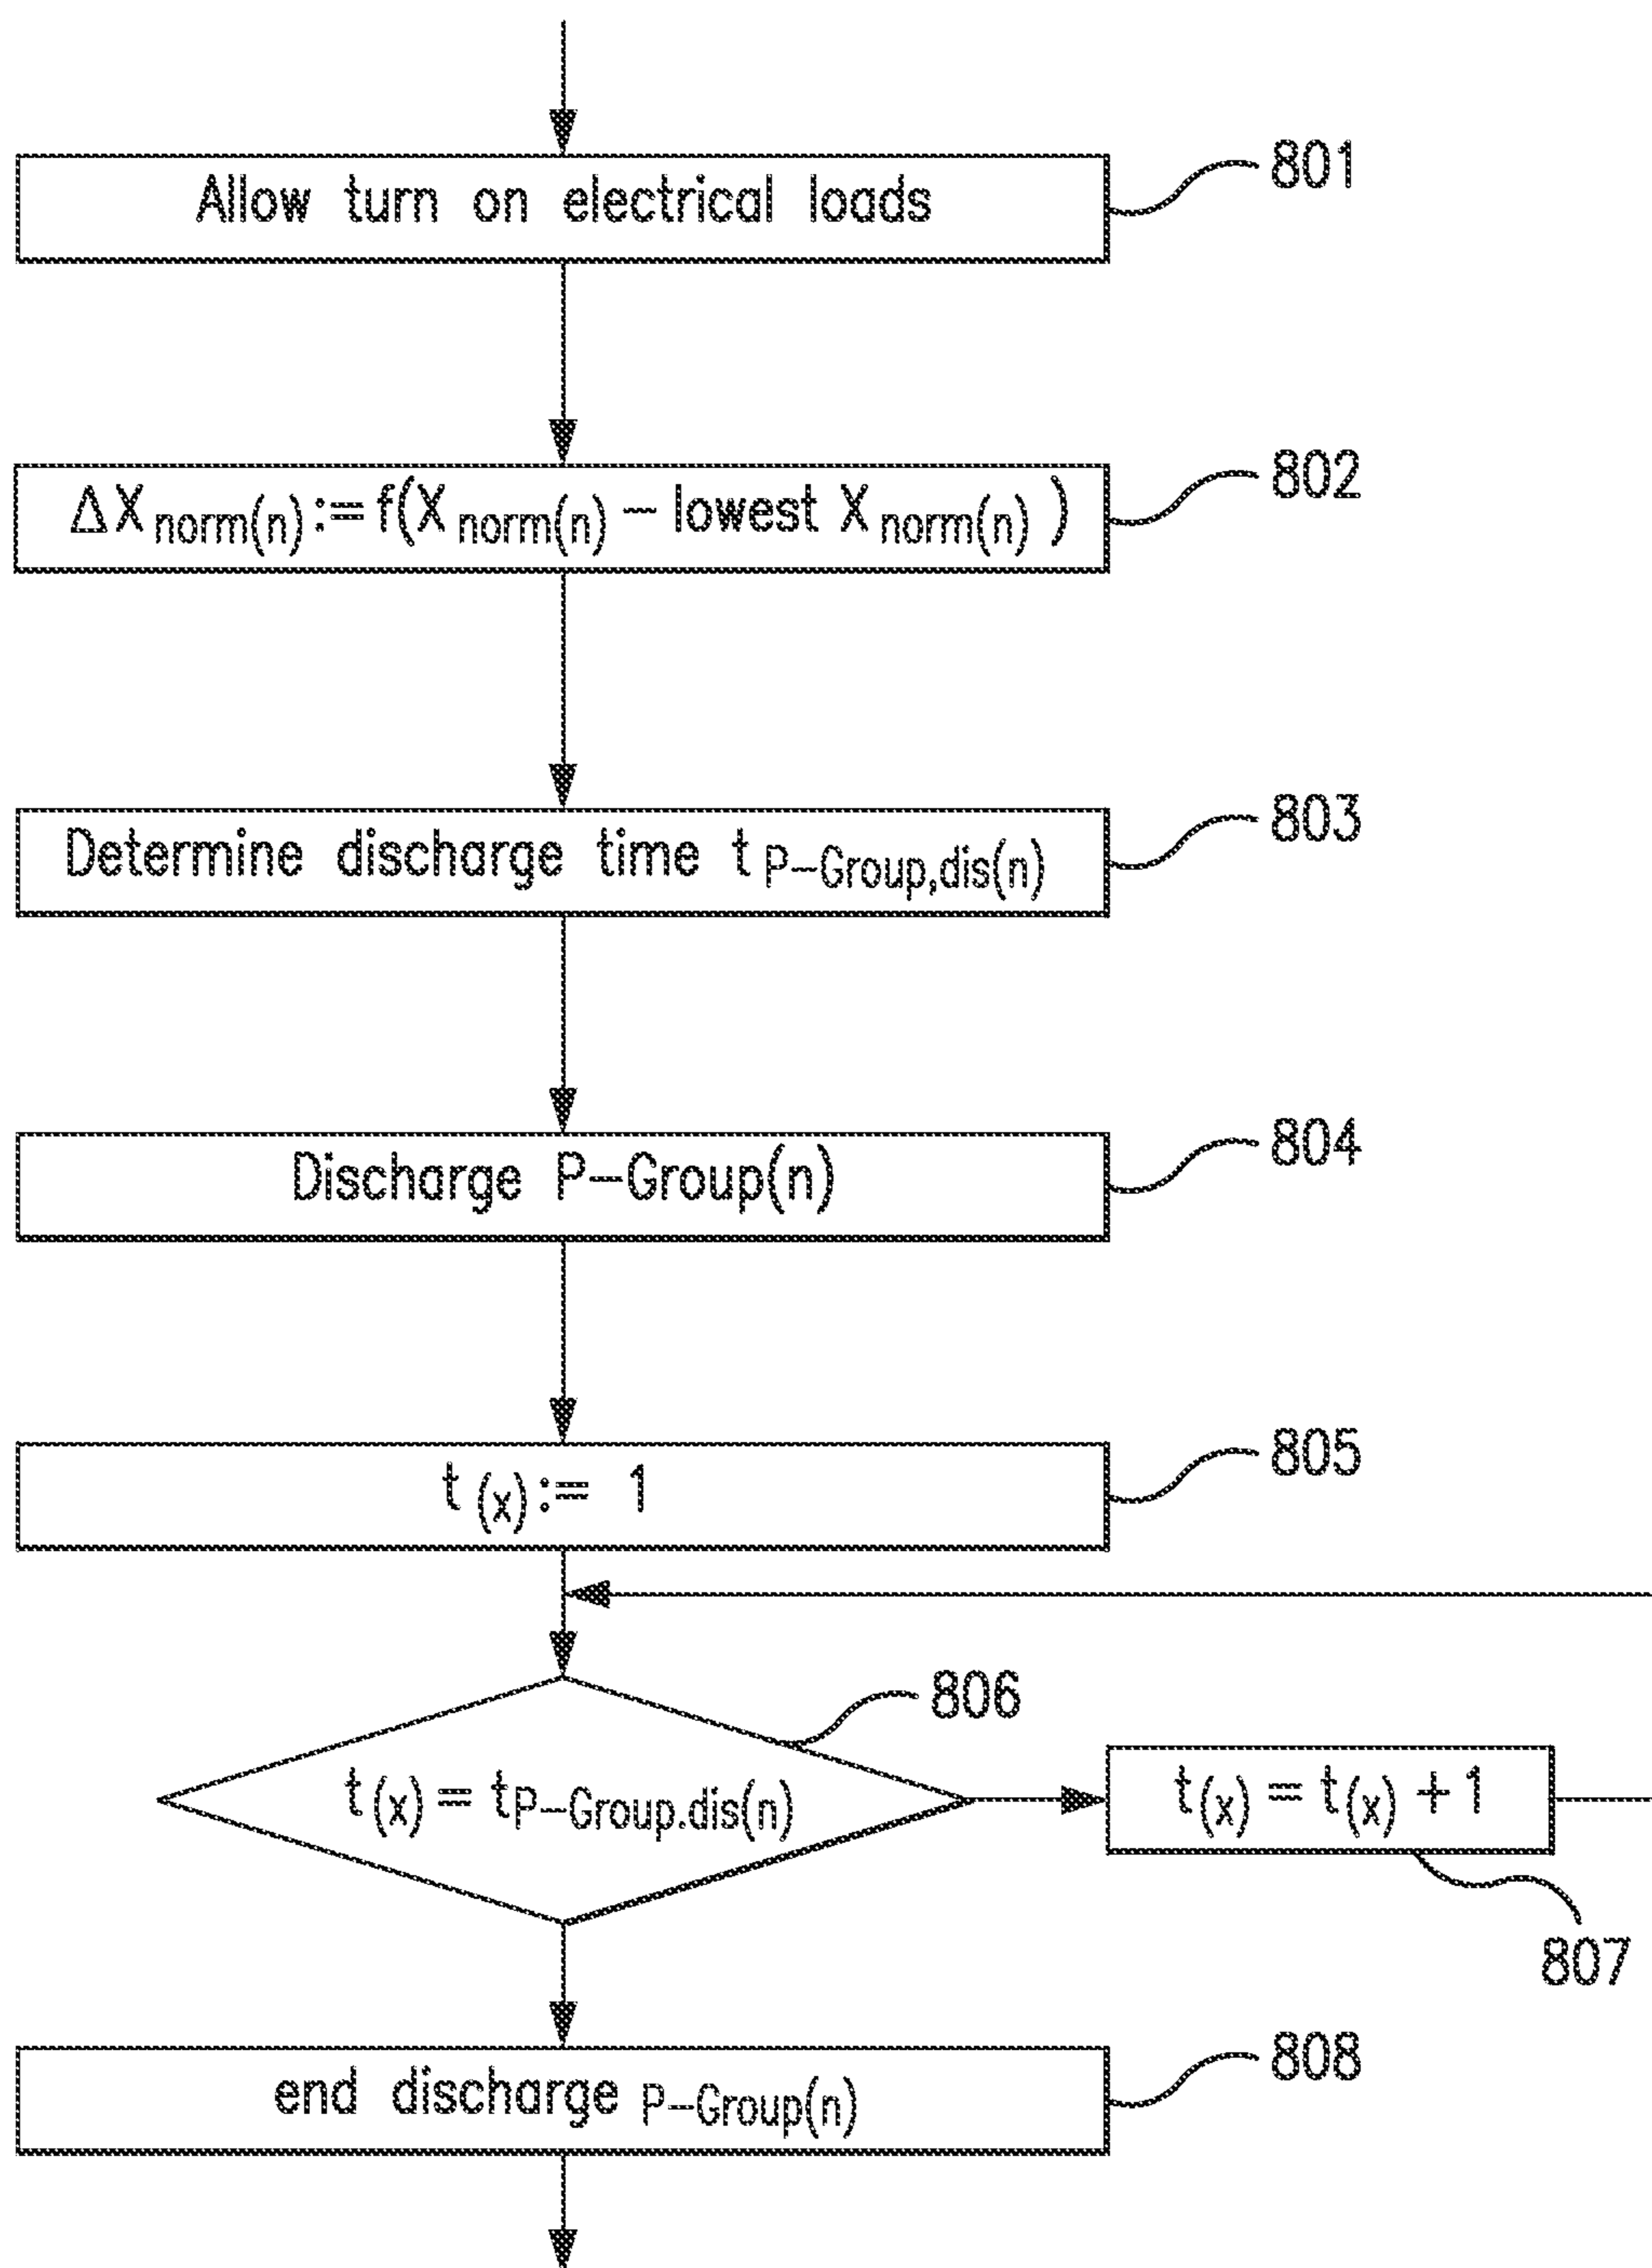 Allow turn on electrical loads
801
ΔX norm(n) := f(X norm(n) – lowest X norm(n) )
802
Determine discharge time t P–Group,dis(n)
803
Discharge P–Group(n)
804
t (x) := 1
805
806
t (x) = t P–Group.dis(n)
t (x) = t (x) + 1
807
end discharge P–Group(n)
808